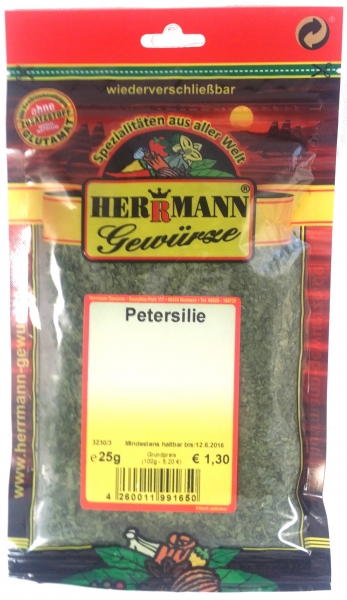 wiederverschließbar
ohne
GLUTAMAT
Spezialitäten aus aller Welt
HERRMANN®
Gewürze
Petersilie
3230/3
Mindestens haltbar bis:12.6.2016
e 25g
Grundpreis
(100g - 5,20 €)
€ 1,30
4 260011 991650
www.herrmann-gewü